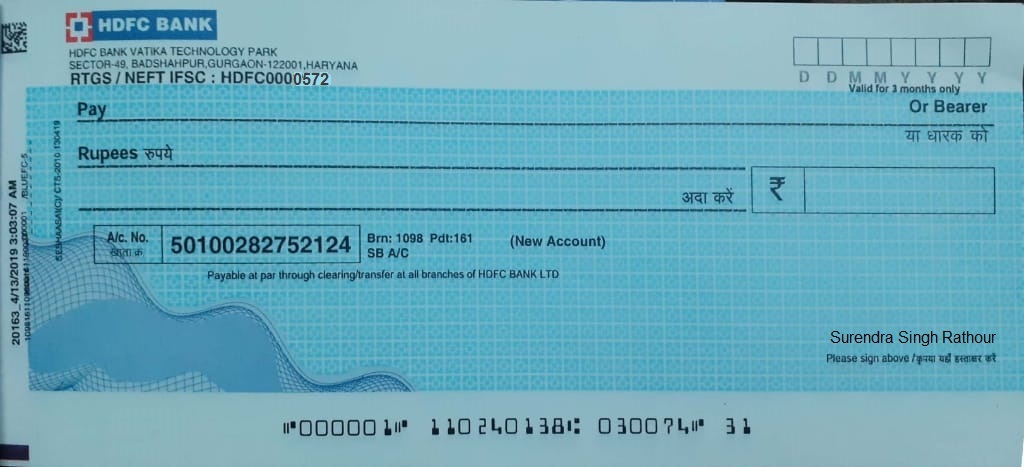 HDFC BANK
HDFC BANK VATIKA TECHNOLOGY PARK
SECTOR-49, BADSHAHPUR,GURGAON-122001,HARYANA
RTGS / NEFT IFSC : HDFC0000572
D D M M Y Y Y Y
Valid for 3 months only
Pay
Or Bearer
या धारक को
Rupees रुपये
अदा करें ₹
A/c. No. 50100282752124 Brn: 1098 Pdt:161 (New Account)
खाता क्र. SB A/C
Payable at par through clearing/transfer at all branches of HDFC BANK LTD
Surendra Singh Rathour
Please sign above /कृपया यहाँ हस्ताक्षर करें
⑈000001⑈ 110240138⑆ 030074⑈ 31
20163_4/13/2019 3:03:07 AM